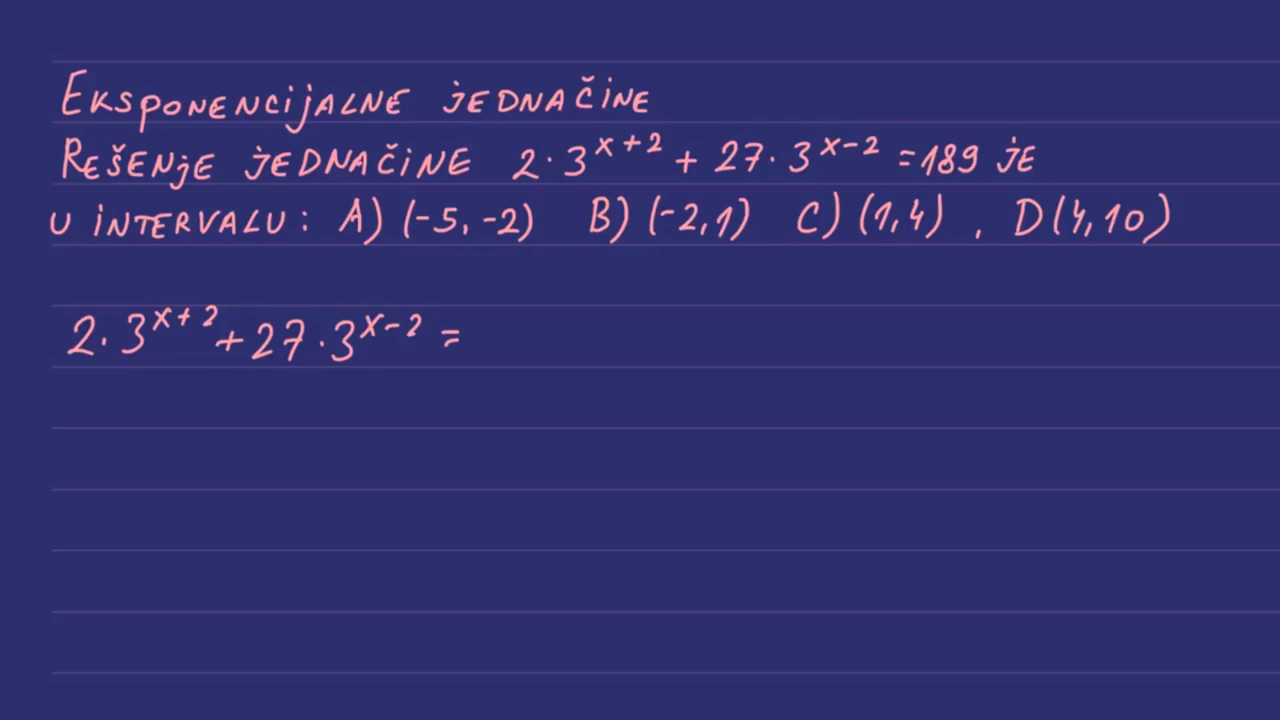 EKSPONENCIJALNE JEDNAČINE
REŠENJE JEDNAČINE 2·3^{x+2} + 27·3^{x-2} = 189 JE
U INTERVALU: A) (-5, -2) B) (-2, 1) C) (1, 4) , D(4, 10)
2·3^{x+2} + 27·3^{x-2} =